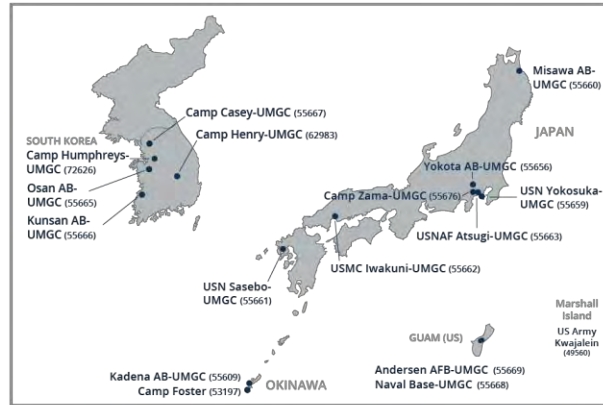 Misawa AB-
UMGC (55660)
Camp Casey-UMGC (55667)
SOUTH KOREA
Camp Henry-UMGC (62983)
JAPAN
Camp Humphreys-
UMGC (72626)
Yokota AB-UMGC (55656)
Osan AB-
UMGC (55665)
Camp Zama-UMGC (55676)
USN Yokosuka-
UMGC (55659)
Kunsan AB-
UMGC (55666)
USNAF Atsugi-UMGC (55663)
USMC Iwakuni-UMGC (55662)
USN Sasebo-
UMGC (55661)
Marshall
Island
US Army
Kwajalein
(49560)
GUAM (US)
Kadena AB-UMGC (55609)
Camp Foster (53197)
OKINAWA
Andersen AFB-UMGC (55669)
Naval Base-UMGC (55668)